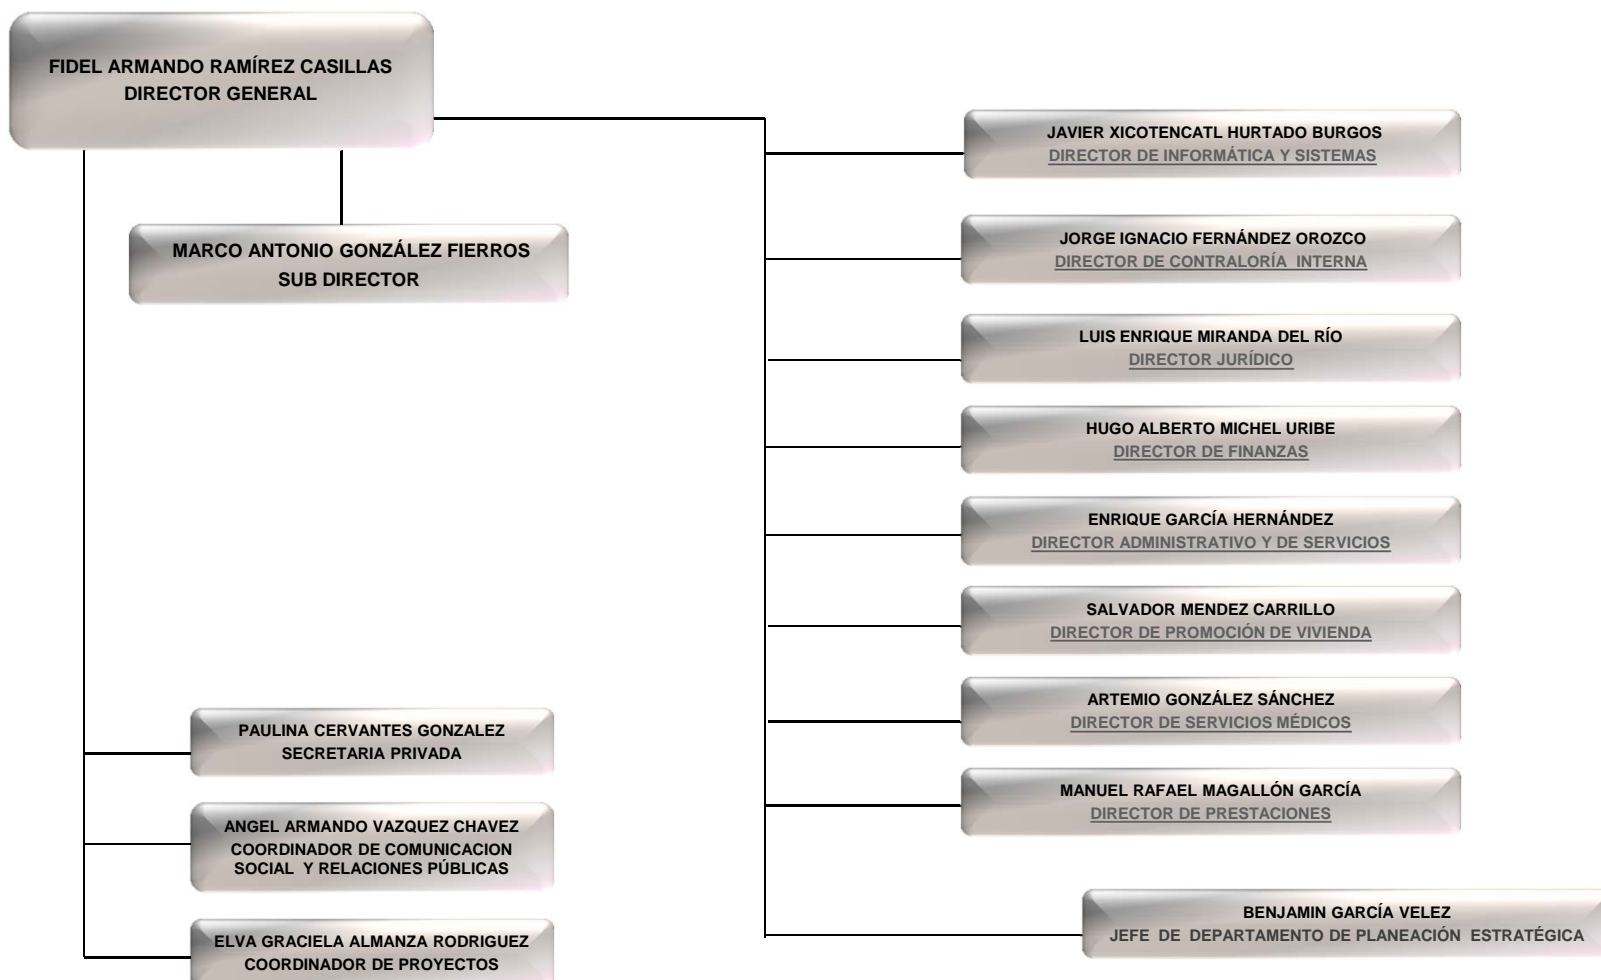 FIDEL ARMANDO RAMÍREZ CASILLAS
DIRECTOR GENERAL
MARCO ANTONIO GONZÁLEZ FIERROS
SUB DIRECTOR
JAVIER XICOTENCATL HURTADO BURGOS
DIRECTOR DE INFORMÁTICA Y SISTEMAS
JORGE IGNACIO FERNÁNDEZ OROZCO
DIRECTOR DE CONTRALORÍA INTERNA
LUIS ENRIQUE MIRANDA DEL RÍO
DIRECTOR JURÍDICO
HUGO ALBERTO MICHEL URIBE
DIRECTOR DE FINANZAS
ENRIQUE GARCÍA HERNÁNDEZ
DIRECTOR ADMINISTRATIVO Y DE SERVICIOS
SALVADOR MENDEZ CARRILLO
DIRECTOR DE PROMOCIÓN DE VIVIENDA
ARTEMIO GONZÁLEZ SÁNCHEZ
DIRECTOR DE SERVICIOS MÉDICOS
MANUEL RAFAEL MAGALLÓN GARCÍA
DIRECTOR DE PRESTACIONES
BENJAMIN GARCÍA VELEZ
JEFE DE DEPARTAMENTO DE PLANEACIÓN ESTRATÉGICA
PAULINA CERVANTES GONZALEZ
SECRETARIA PRIVADA
ANGEL ARMANDO VAZQUEZ CHAVEZ
COORDINADOR DE COMUNICACION
SOCIAL Y RELACIONES PÚBLICAS
ELVA GRACIELA ALMANZA RODRIGUEZ
COORDINADOR DE PROYECTOS